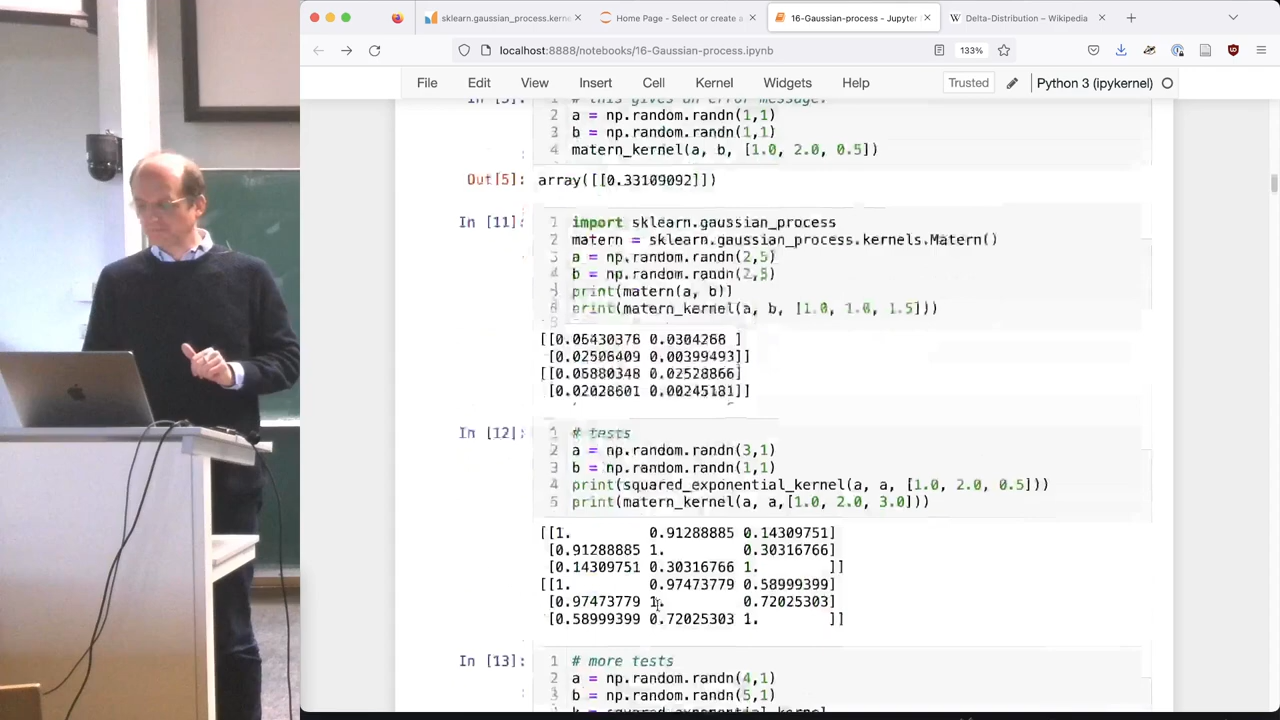 sklearn.gaussian_process.kerne
Home Page - Select or create a
16-Gaussian-process - Jupyter
Delta-Distribution – Wikipedia
localhost:8888/notebooks/16-Gaussian-process.ipynb
133%
File Edit View Insert Cell Kernel Widgets Help Trusted Python 3 (ipykernel)
# this gives an error message:
2 a = np.random.randn(1,1)
3 b = np.random.randn(1,1)
4 matern_kernel(a, b, [1.0, 2.0, 0.5])
Out[5]: array([[0.33109092]])
In [11]: 1 import sklearn.gaussian_process
2 matern = sklearn.gaussian_process.kernels.Matern()
3 a = np.random.randn(2,5)
4 b = np.random.randn(2,5)
print(matern(a, b))
print(matern_kernel(a, b, [1.0, 1.0, 1.5]))
[[0.06430376 0.0304268 ]
[0.02506409 0.00399493]]
[[0.05880348 0.02528866]
[0.02028601 0.00245181]]
In [12]: 1 # tests
2 a = np.random.randn(3,1)
3 b = np.random.randn(1,1)
4 print(squared_exponential_kernel(a, a, [1.0, 2.0, 0.5]))
5 print(matern_kernel(a, a,[1.0, 2.0, 3.0]))
[[1. 0.91288885 0.14309751]
[0.91288885 1. 0.30316766]
[0.14309751 0.30316766 1. ]]
[[1. 0.97473779 0.58999399]
[0.97473779 1. 0.72025303]
[0.58999399 0.72025303 1. ]]
In [13]: 1 # more tests
2 a = np.random.randn(4,1)
3 b = np.random.randn(5,1)